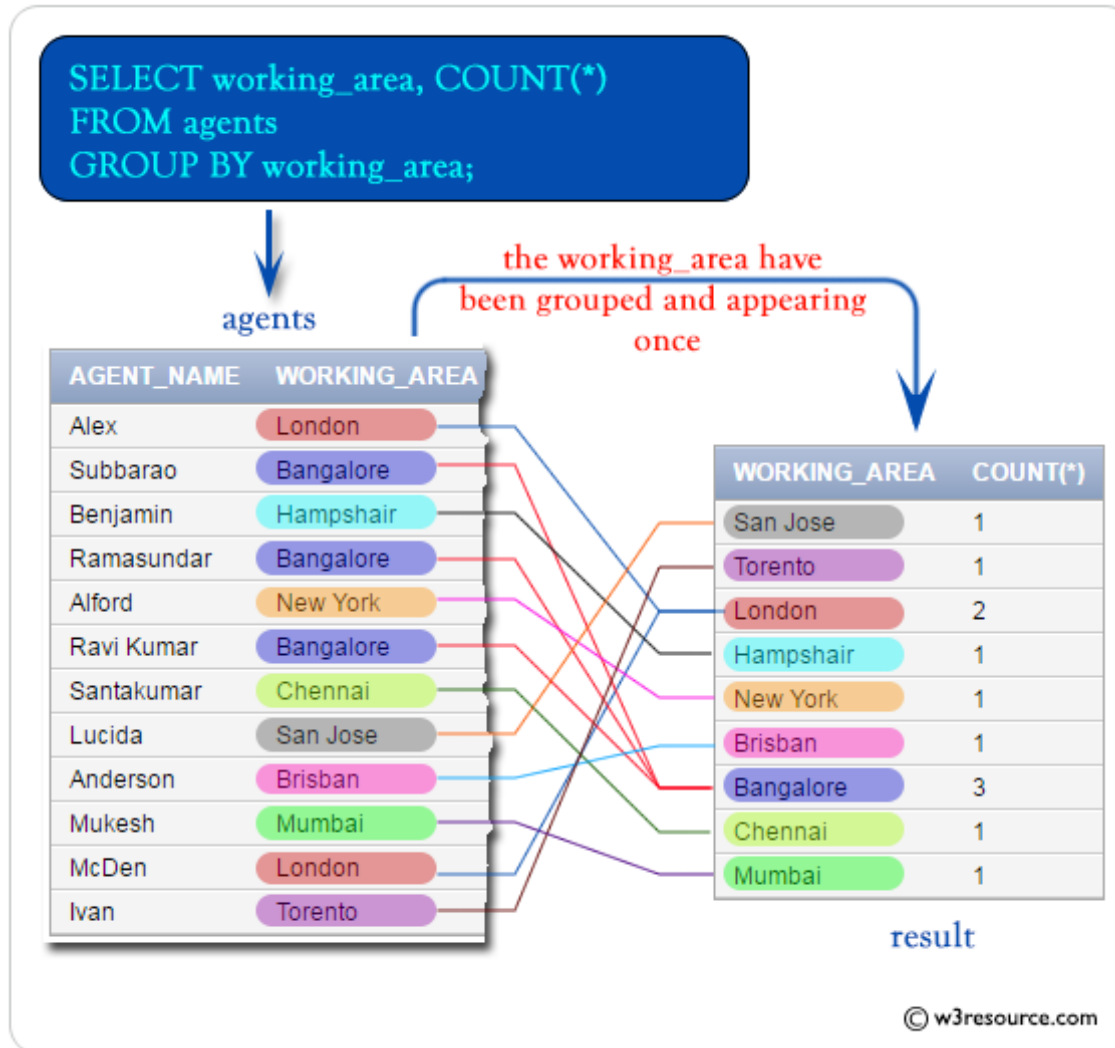 SELECT working_area, COUNT(*)
FROM agents
GROUP BY working_area;
the working_area have
been grouped and appearing
once
agents
AGENT_NAME WORKING_AREA
Alex London
Subbarao Bangalore
Benjamin Hampshair
Ramasundar Bangalore
Alford New York
Ravi Kumar Bangalore
Santakumar Chennai
Lucida San Jose
Anderson Brisban
Mukesh Mumbai
McDen London
Ivan Torento
WORKING_AREA COUNT(*)
San Jose 1
Torento 1
London 2
Hampshair 1
New York 1
Brisban 1
Bangalore 3
Chennai 1
Mumbai 1
result
© w3resource.com